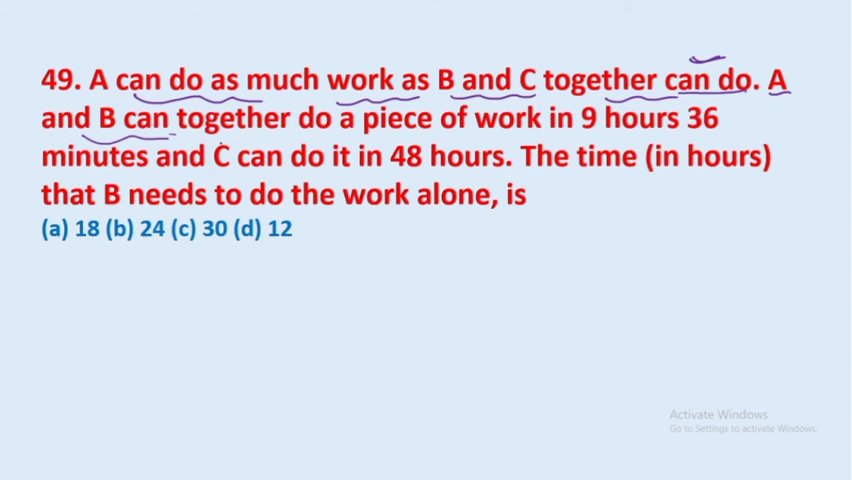 49. A can do as much work as B and C together can do. A
and B can together do a piece of work in 9 hours 36
minutes and C can do it in 48 hours. The time (in hours)
that B needs to do the work alone, is
(a) 18 (b) 24 (c) 30 (d) 12
Activate Windows
Go to Settings to activate Windows.